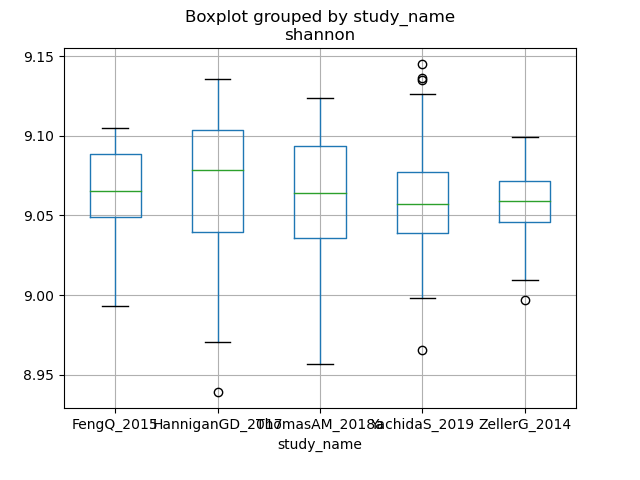 Boxplot grouped by study_name
shannon
9.15
9.10
9.05
9.00
8.95
FengQ_2015 HanniganGD_2017 ThomasAM_2018a YachidaS_2019 ZellerG_2014
study_name